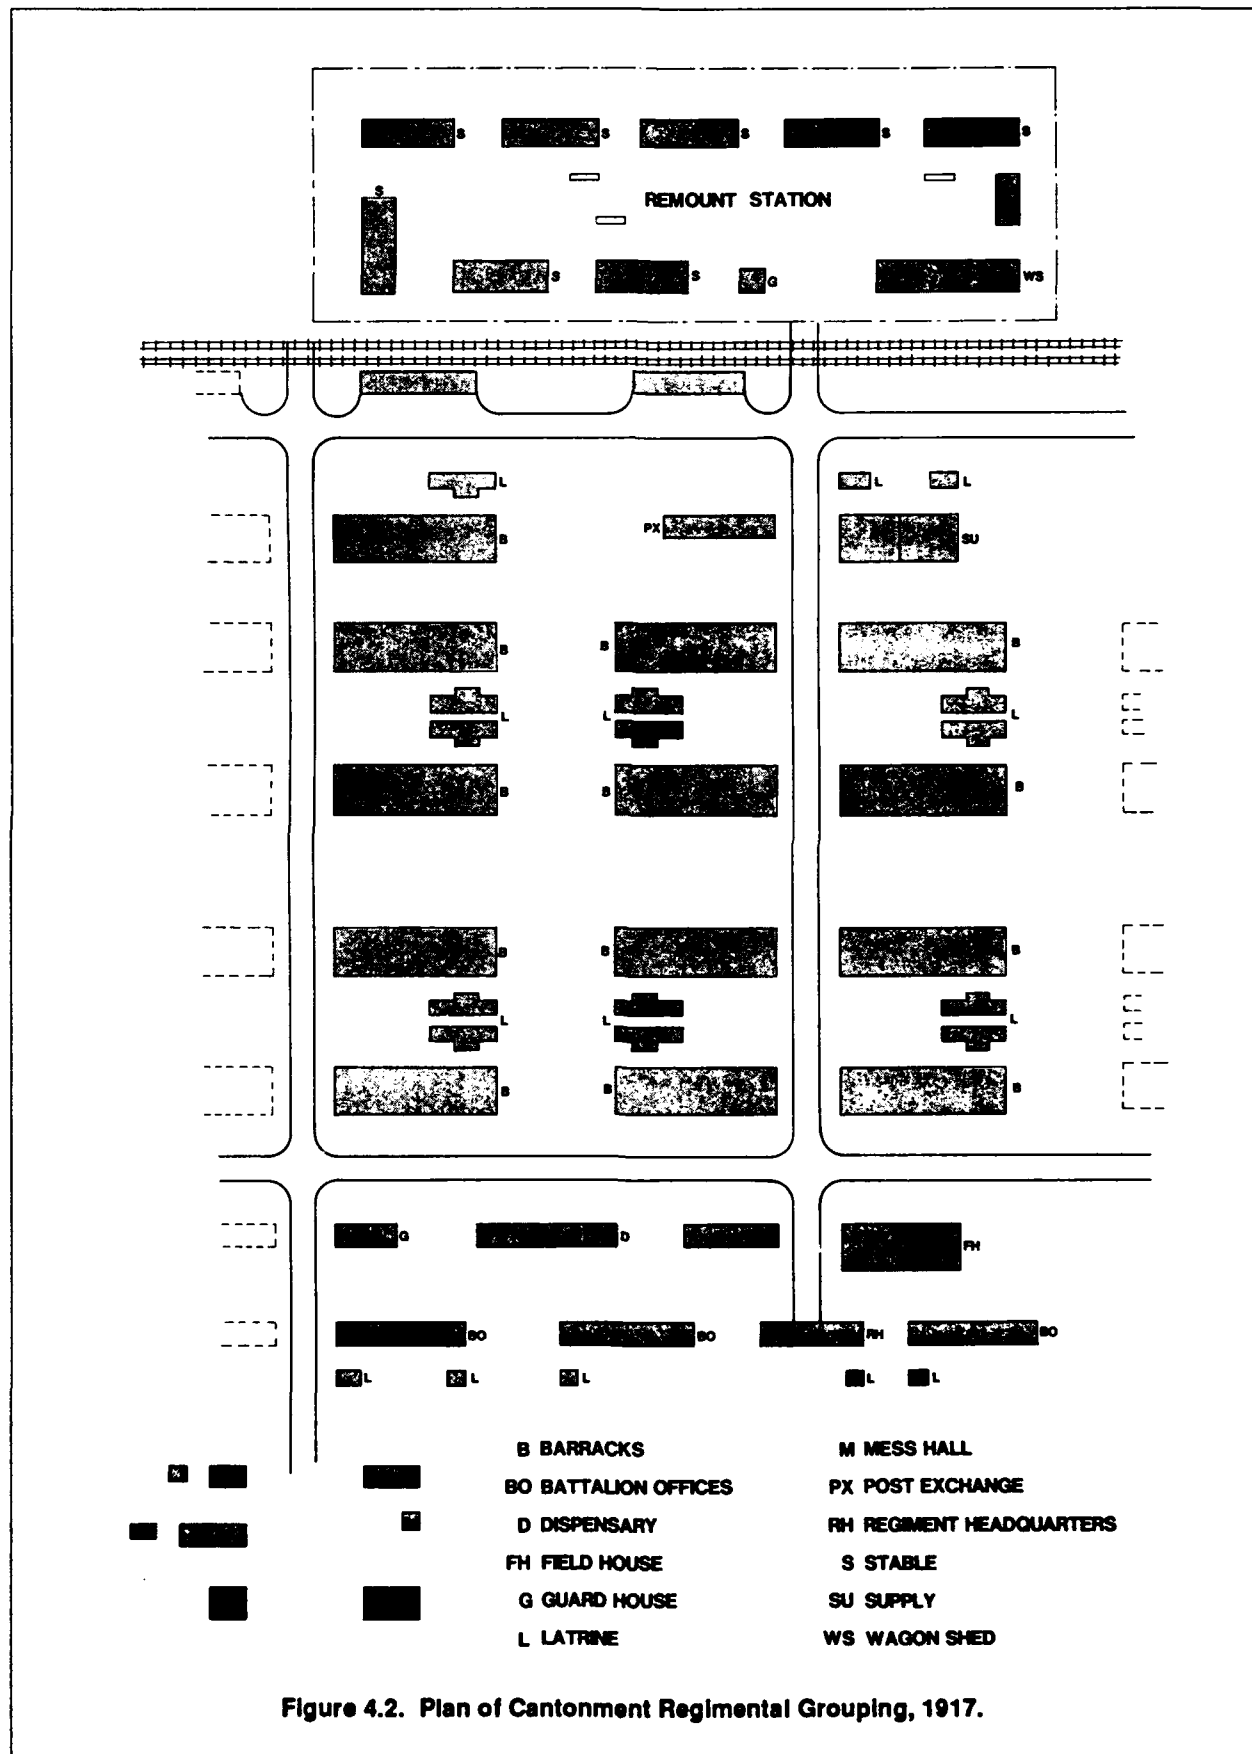 S S S S S
REMOUNT STATION
S
S S G WS
L L L
B PX SU
B B B
L L L
B B B
B B B
L L L
B B B
G D FH
BO BO RH BO
L L L L L
B BARRACKS
BO BATTALION OFFICES
D DISPENSARY
FH FIELD HOUSE
G GUARD HOUSE
L LATRINE
M MESS HALL
PX POST EXCHANGE
RH REGIMENT HEADQUARTERS
S STABLE
SU SUPPLY
WS WAGON SHED
Figure 4.2. Plan of Cantonment Regimental Grouping, 1917.